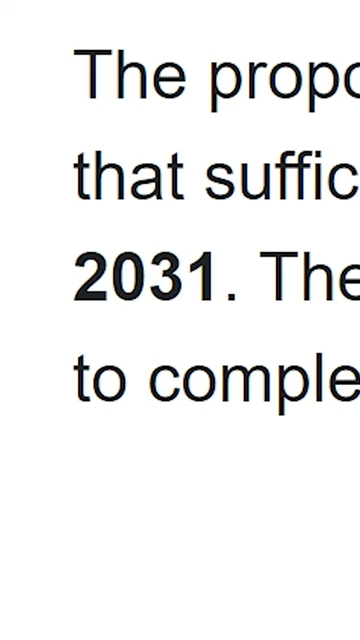 The propo
that suffic
2031. The
to comple